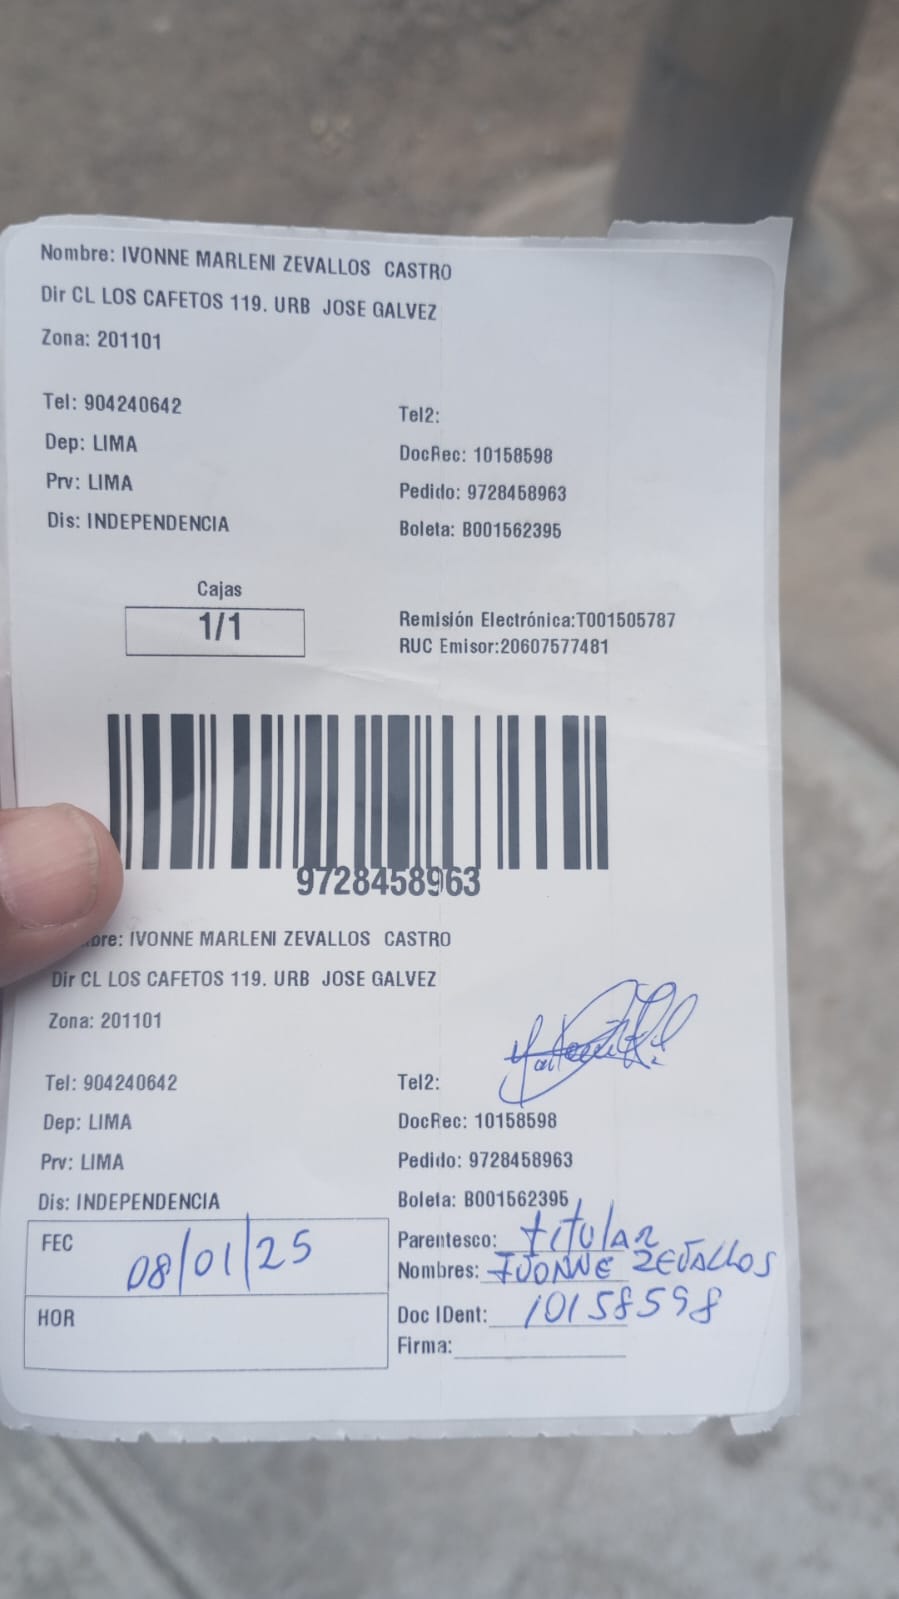 Nombre: IVONNE MARLENI ZEVALLOS CASTRO
Dir CL LOS CAFETOS 119. URB JOSE GALVEZ
Zona: 201101
Tel: 904240642
Tel2:
Dep: LIMA
DocRec: 10158598
Prv: LIMA
Pedido: 9728458963
Dis: INDEPENDENCIA
Boleta: B001562395
Cajas
1/1
Remisión Electrónica:T001505787
RUC Emisor:20607577481
9728458963
bre: IVONNE MARLENI ZEVALLOS CASTRO
Dir CL LOS CAFETOS 119. URB JOSE GALVEZ
Zona: 201101
Tel: 904240642
Tel2:
Dep: LIMA
DocRec: 10158598
Prv: LIMA
Pedido: 9728458963
Dis: INDEPENDENCIA
Boleta: B001562395
FEC 08/01/25
Parentesco: titular
Nombres: IVONNE ZEVALLOS
HOR
Doc IDent: 10158598
Firma: